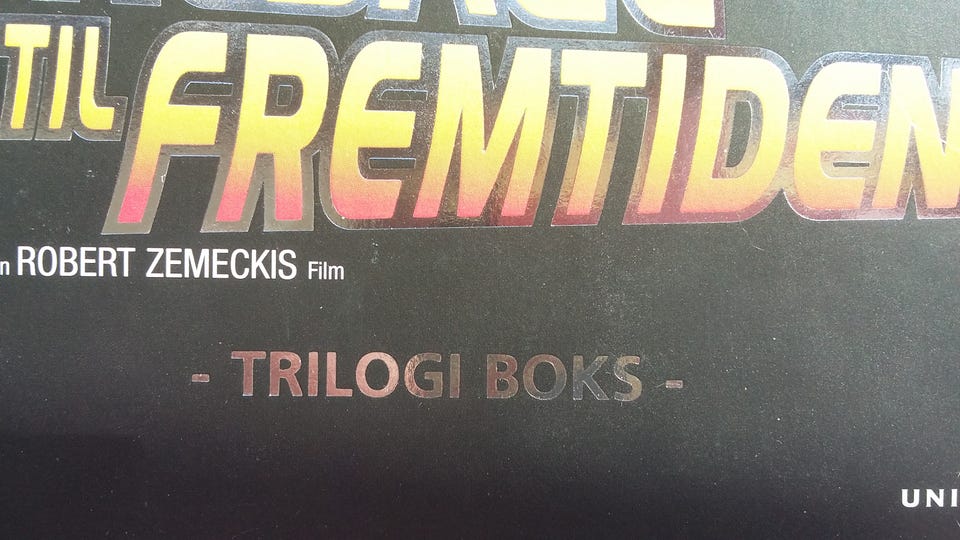 TIL FREMTIDEN
ROBERT ZEMECKIS Film
- TRILOGI BOKS -